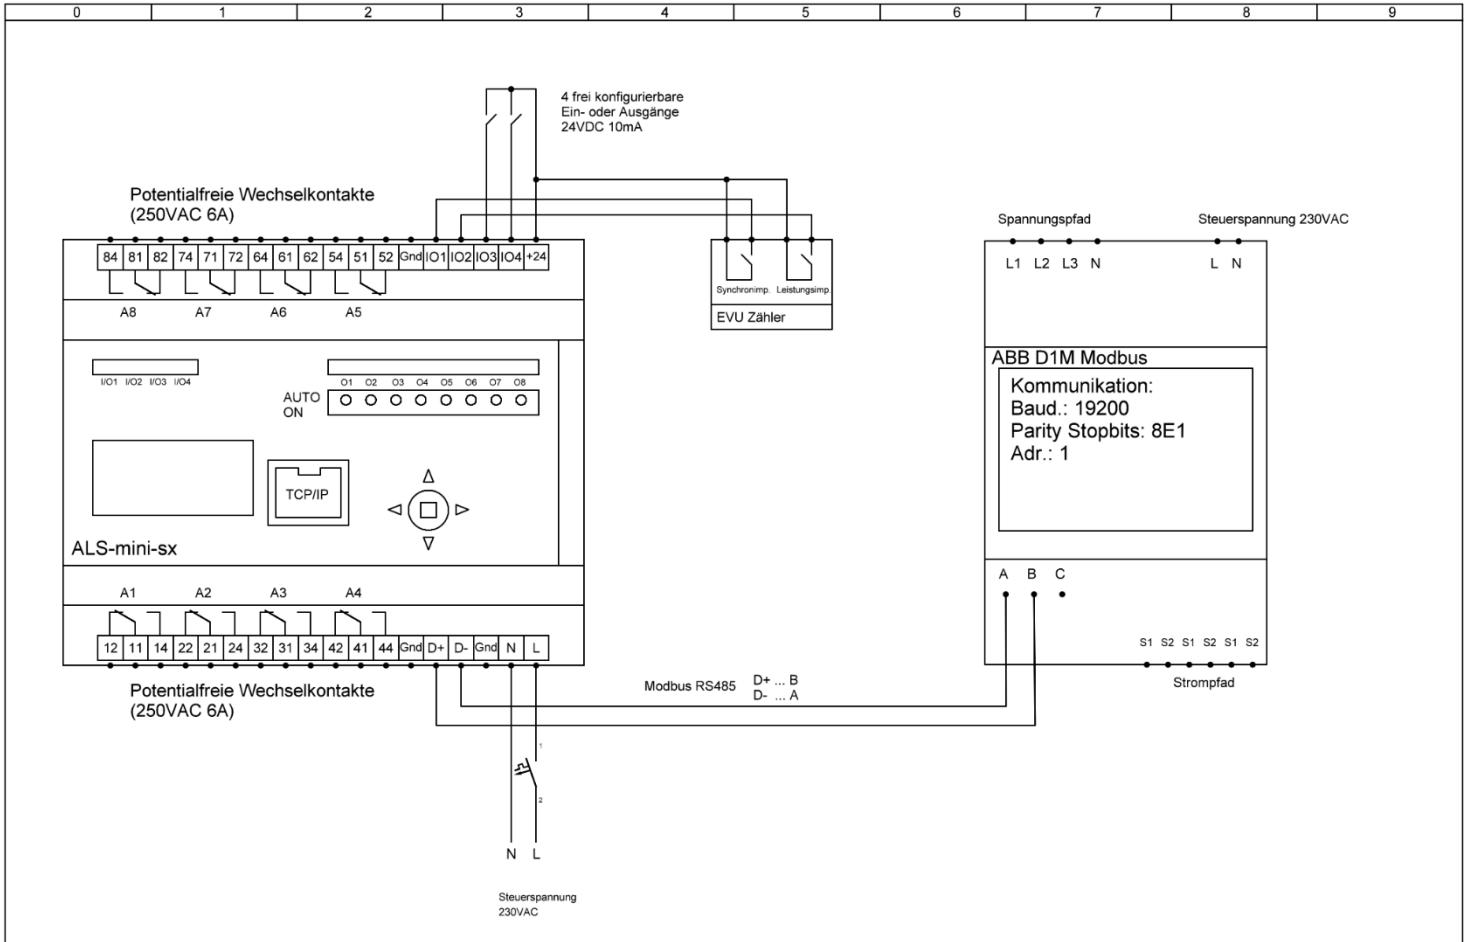 0 1 2 3 4 5 6 7 8 9
4 frei konfigurierbare
Ein- oder Ausgänge
24VDC 10mA
Potentialfreie Wechselkontakte
(250VAC 6A)
84 81 82 74 71 72 64 61 62 54 51 52 Gnd IO1 IO2 IO3 IO4 +24
A8 A7 A6 A5
Synchronimp. Leistungsimp.
EVU Zähler
Spannungspfad Steuerspannung 230VAC
L1 L2 L3 N L N
I/O1 I/O2 I/O3 I/O4
O1 O2 O3 O4 O5 O6 O7 O8
AUTO
ON
TCP/IP
ALS-mini-sx
ABB D1M Modbus
Kommunikation:
Baud.: 19200
Parity Stopbits: 8E1
Adr.: 1
A B C
S1 S2 S1 S2 S1 S2
Strompfad
A1 A2 A3 A4
12 11 14 22 21 24 32 31 34 42 41 44 Gnd D+ D- Gnd N L
Potentialfreie Wechselkontakte
(250VAC 6A)
Modbus RS485
D+ ... B
D- ... A
1
2
N L
Steuerspannung
230VAC